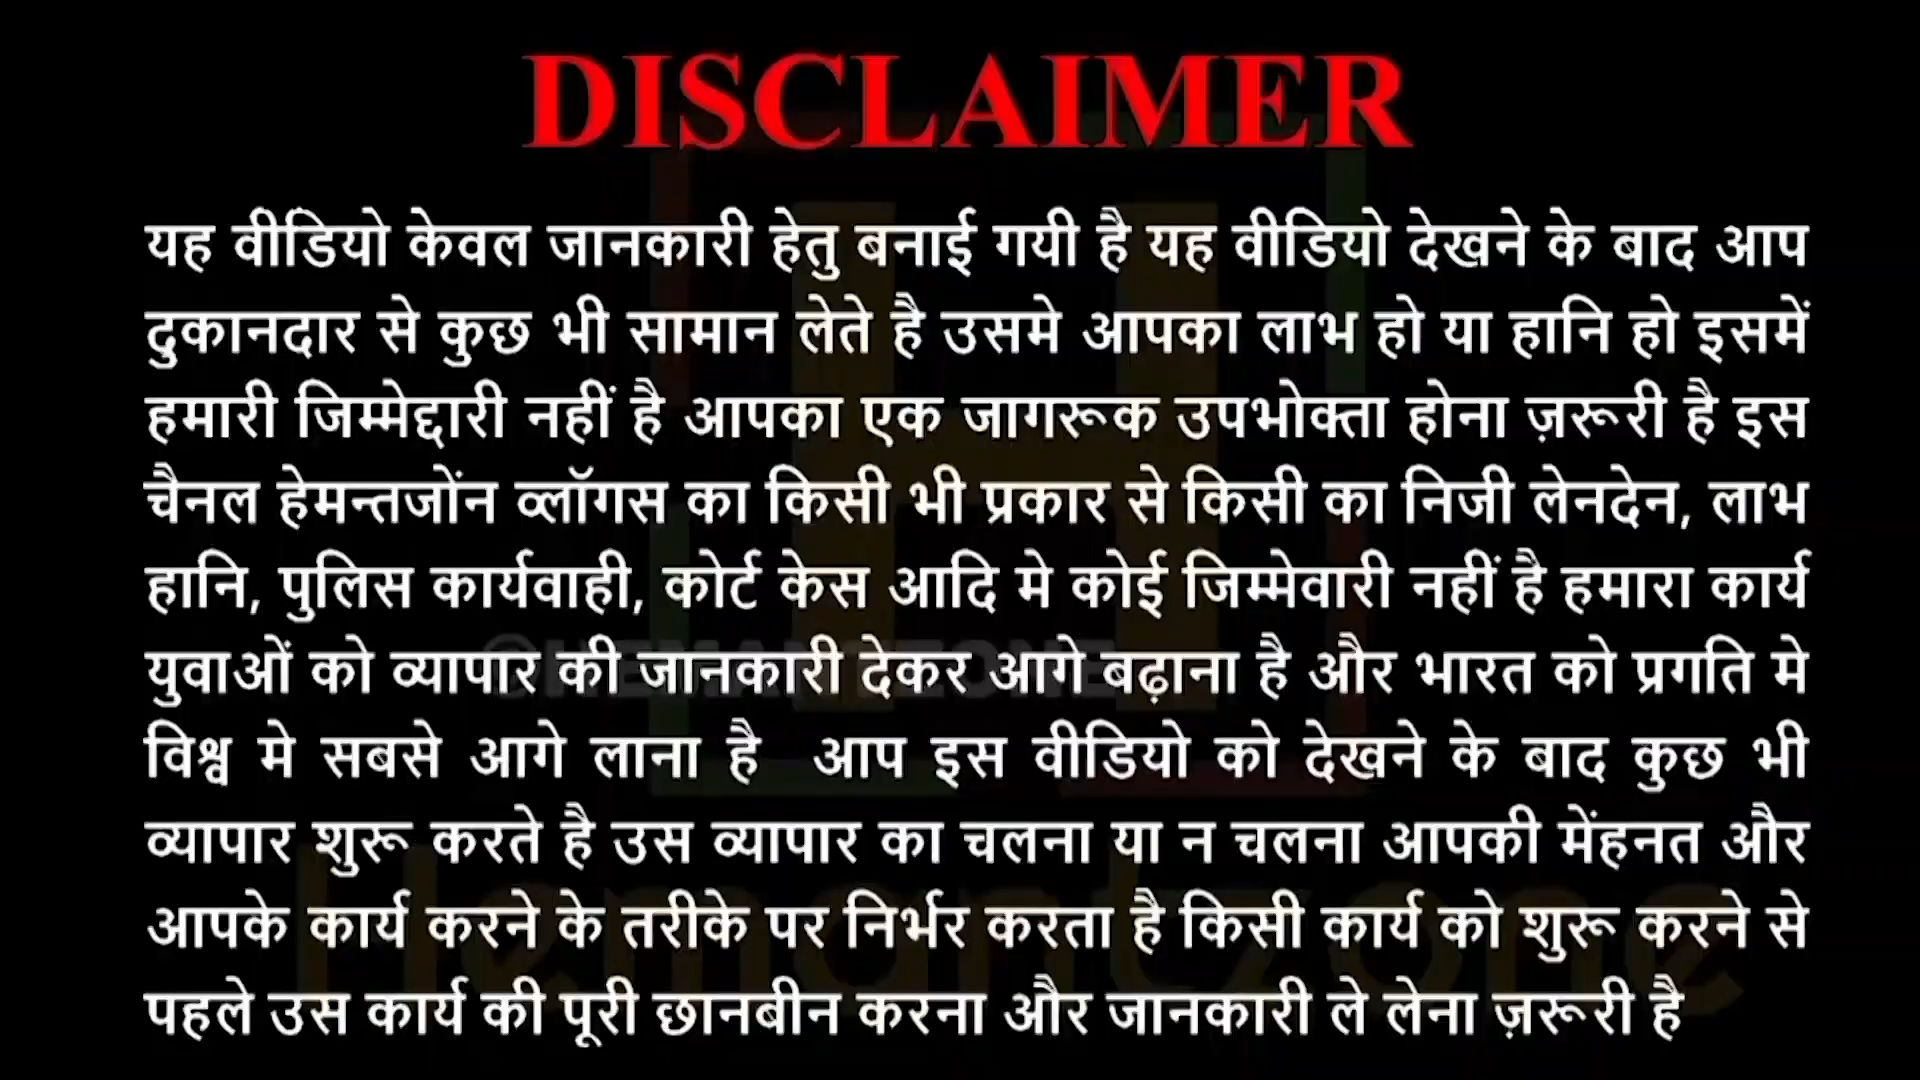 DISCLAIMER
यह वीडियो केवल जानकारी हेतु बनाई गयी है यह वीडियो देखने के बाद आप
दुकानदार से कुछ भी सामान लेते है उसमे आपका लाभ हो या हानि हो इसमें
हमारी जिम्मेद्दारी नहीं है आपका एक जागरूक उपभोक्ता होना ज़रूरी है इस
चैनल हेमन्तजोंन व्लॉगस का किसी भी प्रकार से किसी का निजी लेनदेन, लाभ
हानि, पुलिस कार्यवाही, कोर्ट केस आदि मे कोई जिम्मेवारी नहीं है हमारा कार्य
युवाओं को व्यापार की जानकारी देकर आगे बढ़ाना है और भारत को प्रगति मे
विश्व मे सबसे आगे लाना है आप इस वीडियो को देखने के बाद कुछ भी
व्यापार शुरू करते है उस व्यापार का चलना या न चलना आपकी मेंहनत और
आपके कार्य करने के तरीके पर निर्भर करता है किसी कार्य को शुरू करने से
पहले उस कार्य की पूरी छानबीन करना और जानकारी ले लेना ज़रूरी है
@HEMANTZONE
Hemantzone